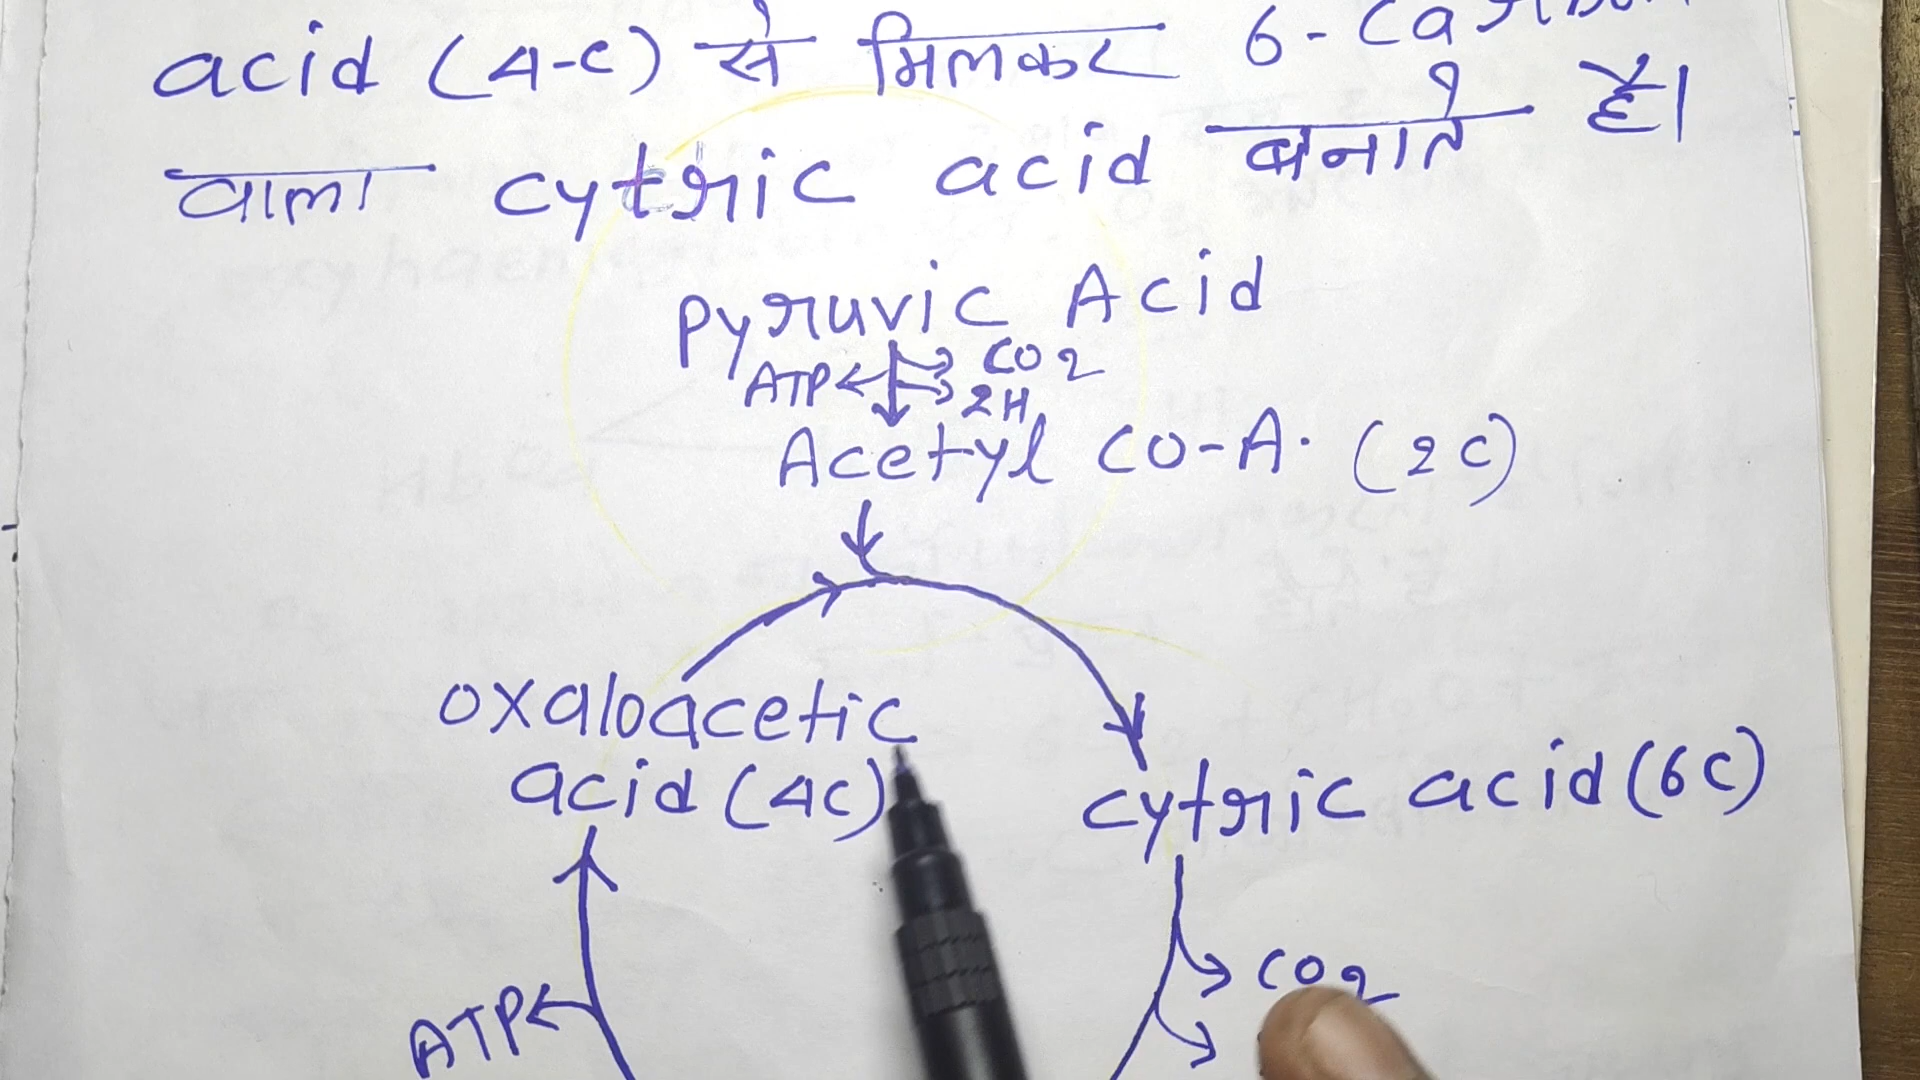 acid (4-c) से मिलकर 6-Carbon
वाला cytric acid बनाते है।
Pyruvic Acid
CO2
ATP
2H
Acetyl CO-A. (2C)
oxaloacetic
acid (4C)
cytric acid (6C)
CO2
ATP